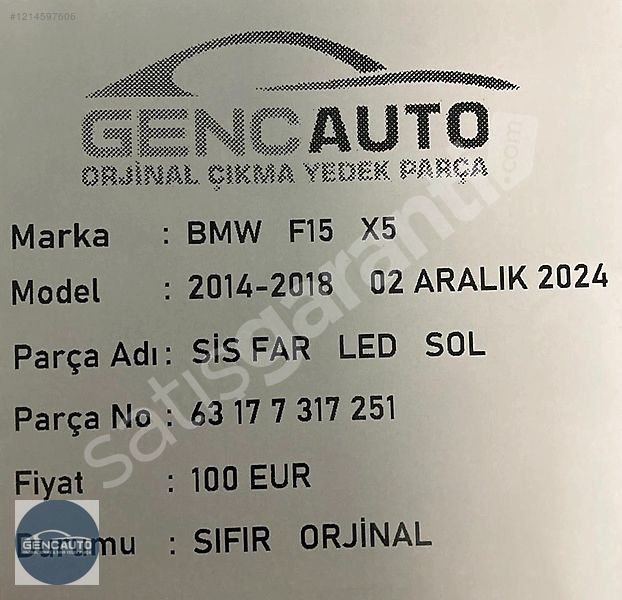 #1214597606
GENCAUTO
ORJİNAL ÇIKMA YEDEK PARÇA
Marka : BMW F15 X5
Model : 2014-2018 02 ARALIK 2024
Parça Adı : SİS FAR LED SOL
Parça No : 63 17 7 317 251
Fiyat : 100 EUR
Durumu : SIFIR ORJİNAL
GENCAUTO
satışgaranti.com